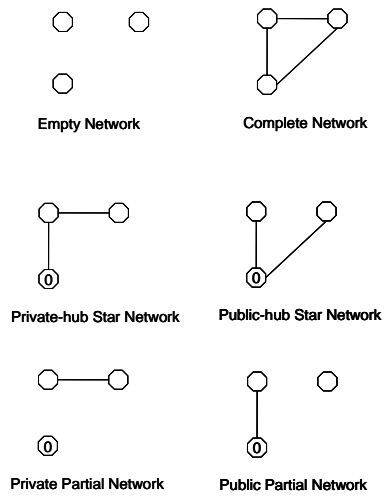 Empty Network
Complete Network
0
0
Private-hub Star Network
Public-hub Star Network
0
0
Private Partial Network
Public Partial Network